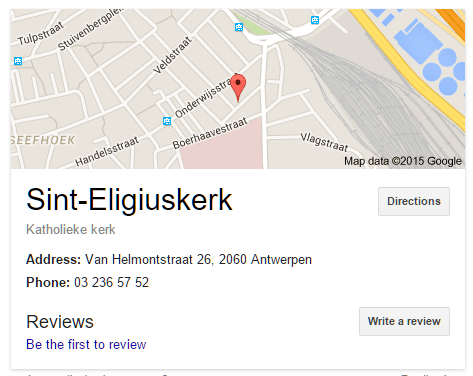 Tulpstraat
Stuivenbergstraat
Veldstraat
Onderwijsstraat
SEEFHOEK
Boerhaavestraat
Handelsstraat
Vlagstraat
Map data ©2015 Google
Sint-Eligiuskerk
Directions
Katholieke kerk
Address: Van Helmontstraat 26, 2060 Antwerpen
Phone: 03 236 57 52
Reviews
Write a review
Be the first to review